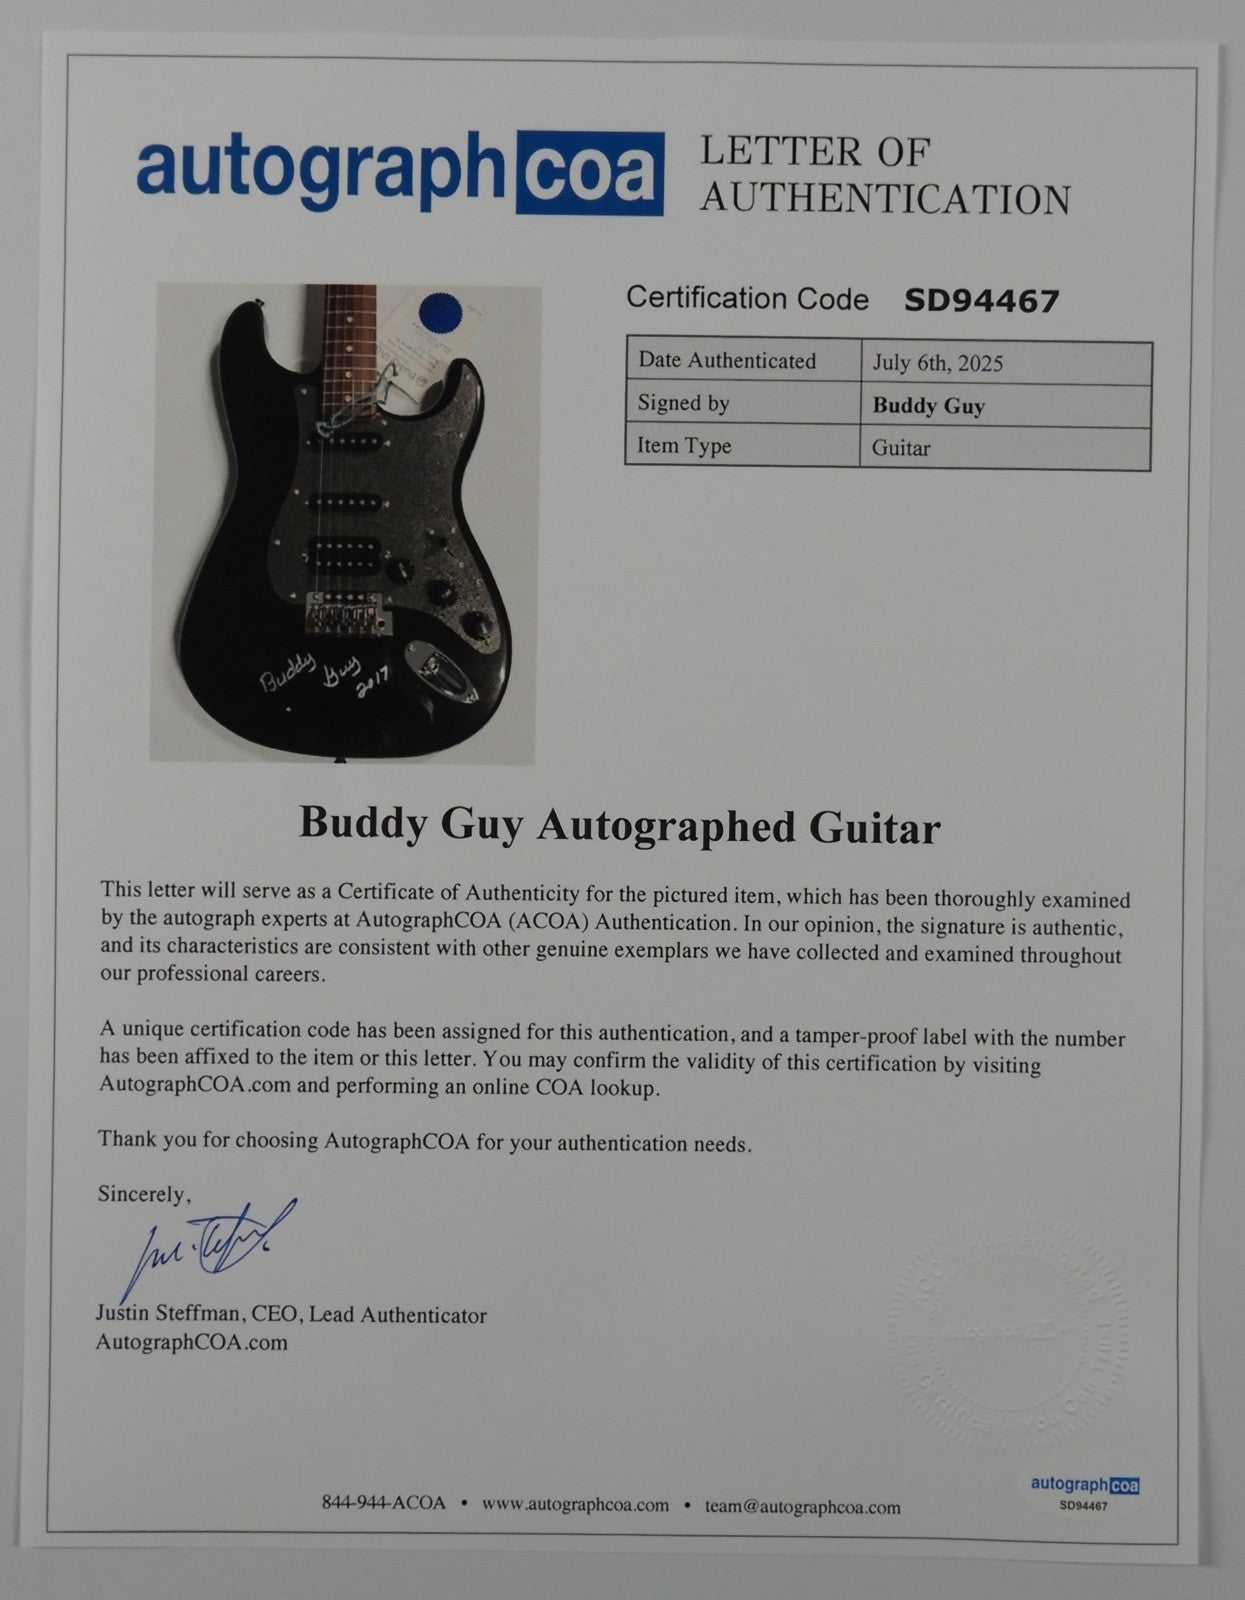 autographcoa
LETTER OF
AUTHENTICATION
Certification Code SD94467
Date Authenticated July 6th, 2025
Signed by Buddy Guy
Item Type Guitar
Buddy Guy
2017
Buddy Guy Autographed Guitar
This letter will serve as a Certificate of Authenticity for the pictured item, which has been thoroughly examined
by the autograph experts at AutographCOA (ACOA) Authentication. In our opinion, the signature is authentic,
and its characteristics are consistent with other genuine exemplars we have collected and examined throughout
our professional careers.
A unique certification code has been assigned for this authentication, and a tamper-proof label with the number
has been affixed to the item or this letter. You may confirm the validity of this certification by visiting
AutographCOA.com and performing an online COA lookup.
Thank you for choosing AutographCOA for your authentication needs.
Sincerely,
Justin Steffman, CEO, Lead Authenticator
AutographCOA.com
You Can Trust
844-944-ACOA • www.autographcoa.com • team@autographcoa.com
autographcoa
SD94467